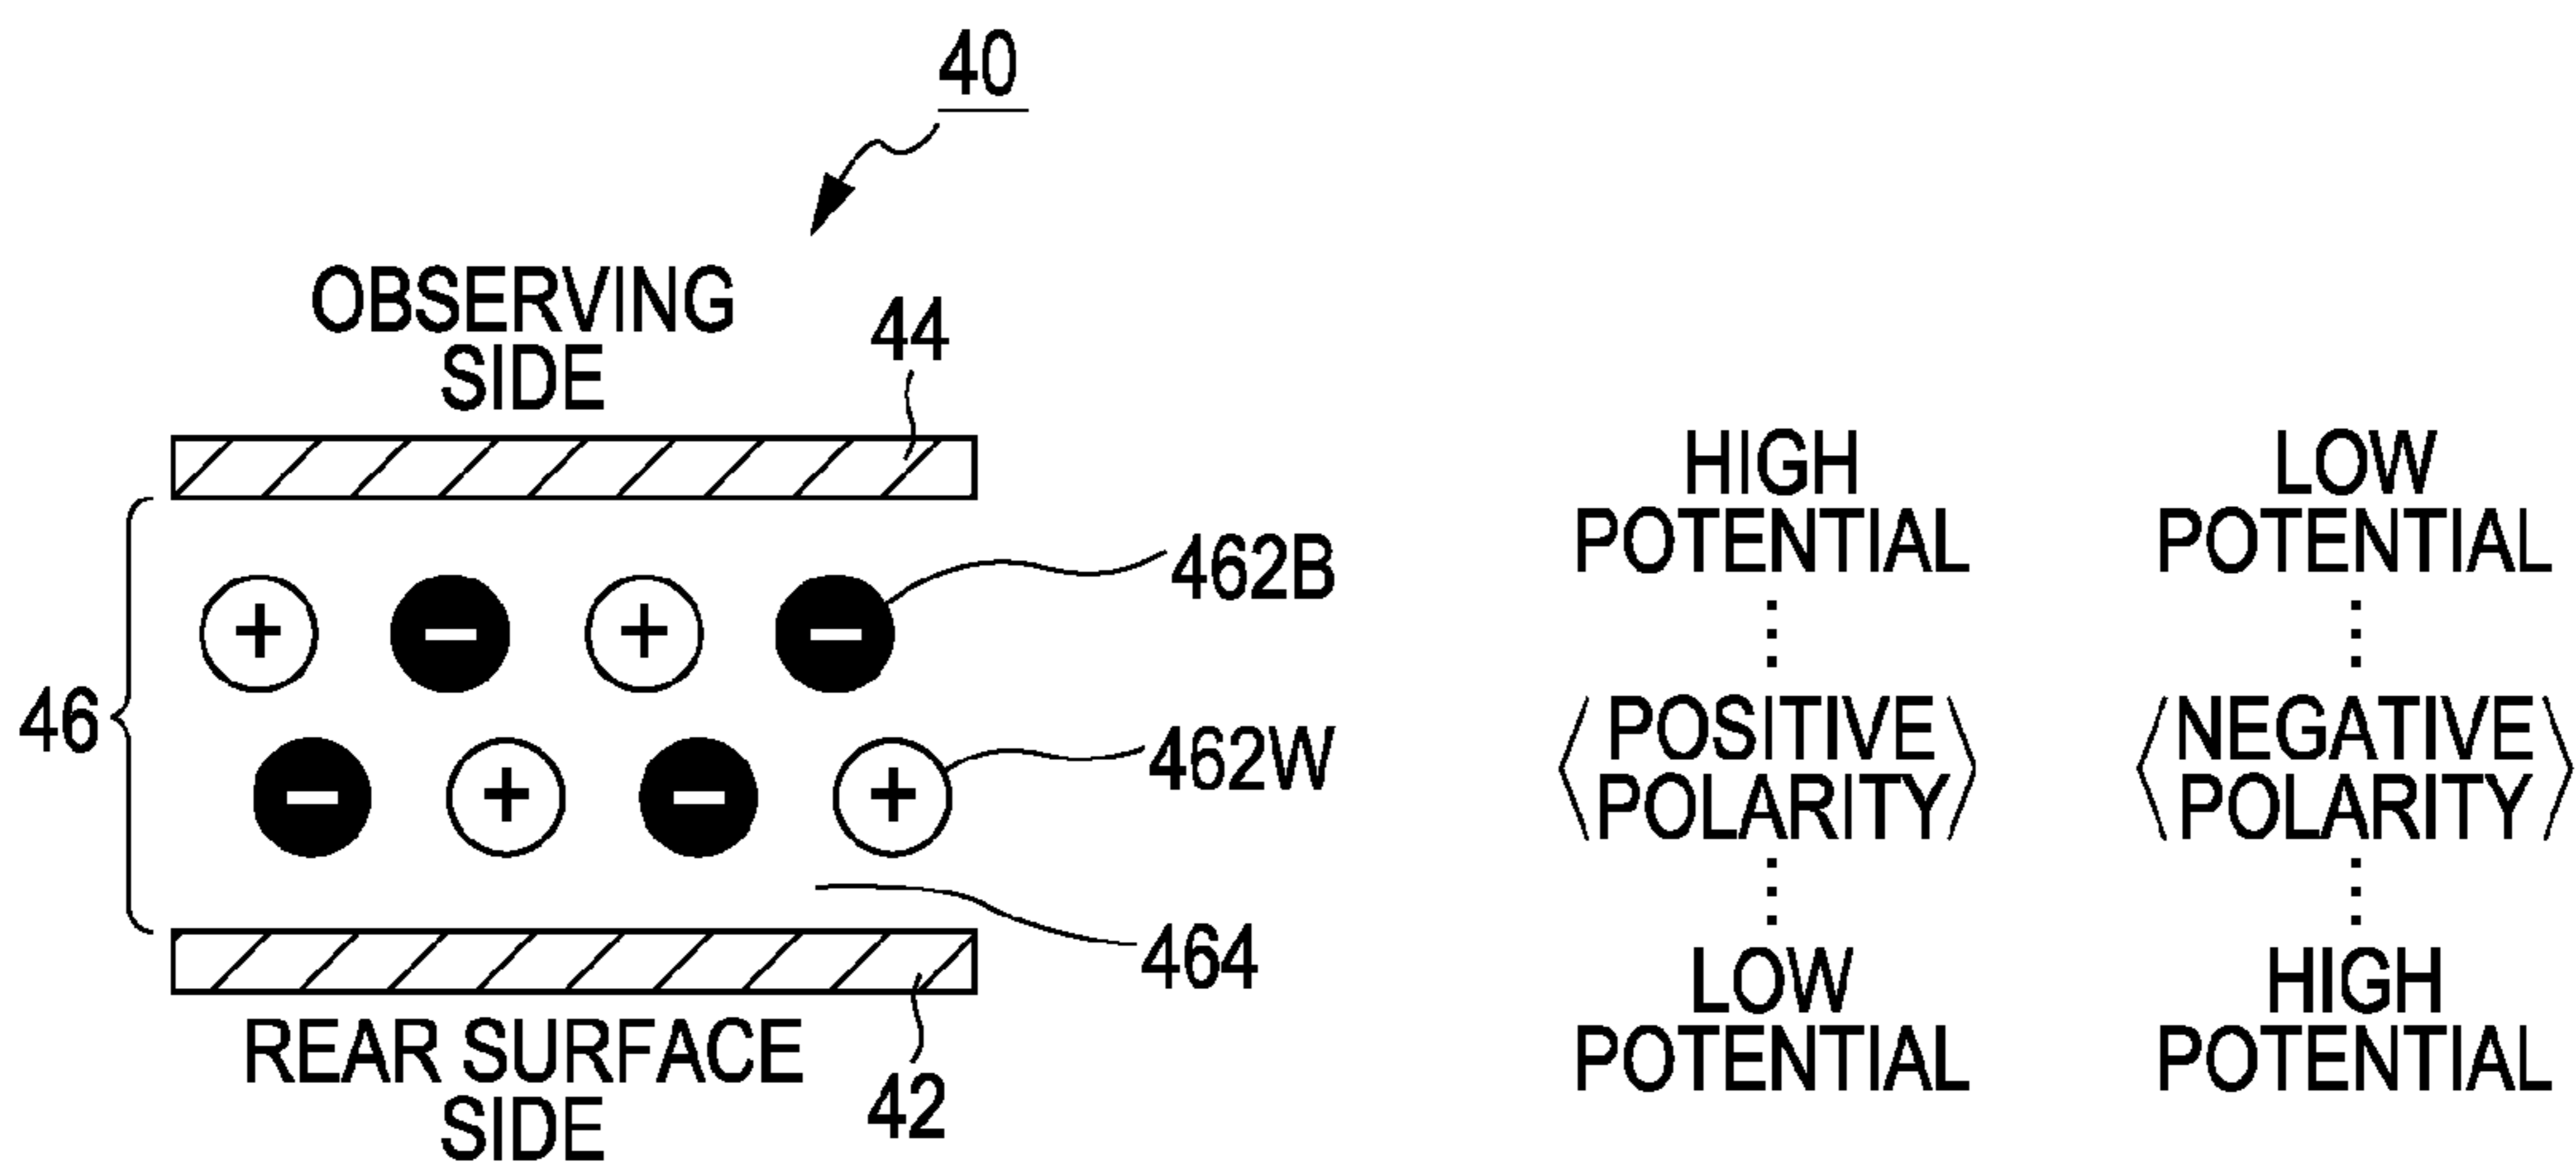 40
OBSERVING
SIDE
44
46
+ − + −
− + − +
462B
462W
464
REAR SURFACE
SIDE
42
HIGH
POTENTIAL
⋮
〈POSITIVE
POLARITY〉
⋮
LOW
POTENTIAL
LOW
POTENTIAL
⋮
〈NEGATIVE
POLARITY〉
⋮
HIGH
POTENTIAL